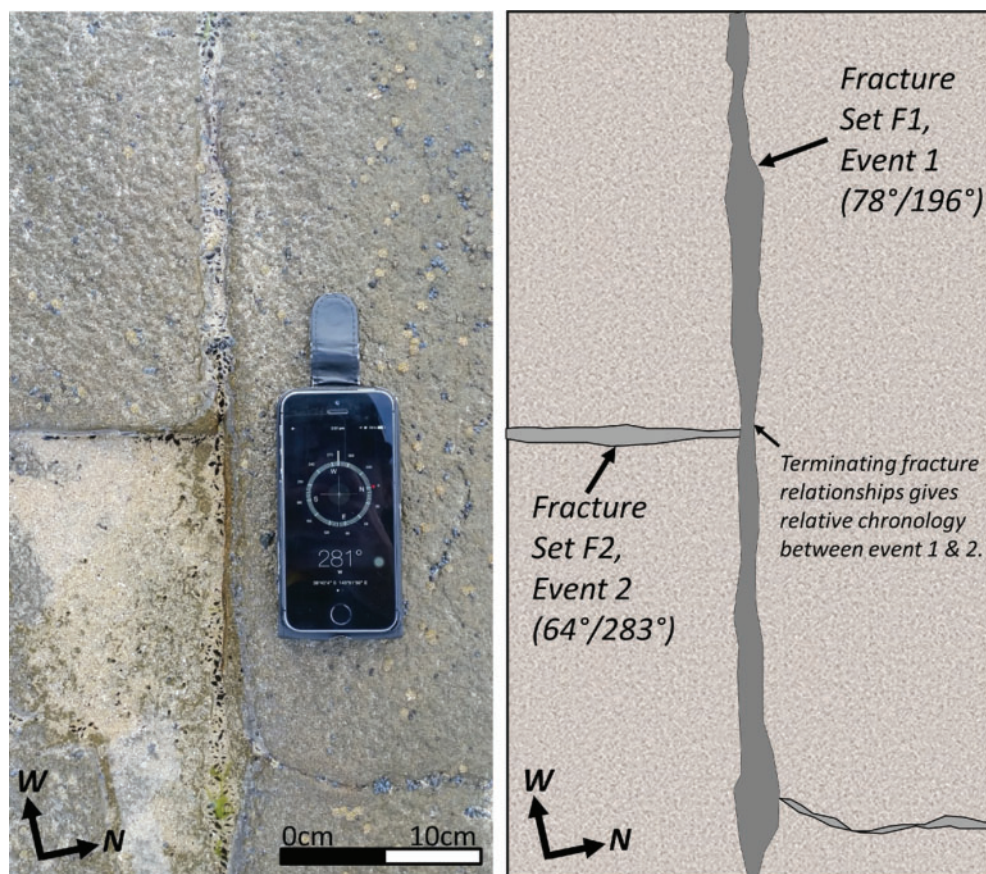 W
N
S
281°
W
N
0cm 10cm
Fracture
Set F1,
Event 1
(78°/196°)
Terminating fracture
relationships gives
relative chronology
between event 1 & 2.
Fracture
Set F2,
Event 2
(64°/283°)
W
N